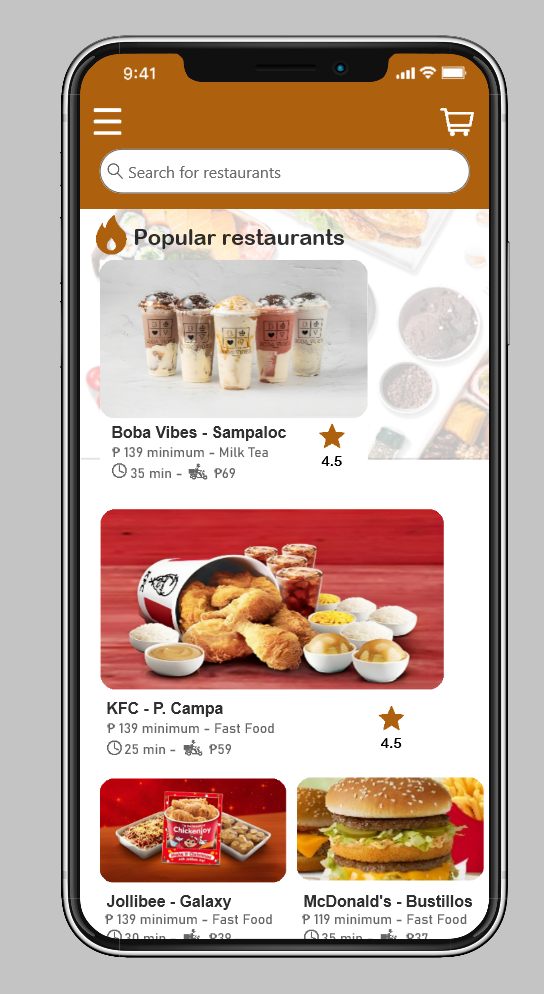 9:41
Search for restaurants
Popular restaurants
Boba Vibes - Sampaloc
₱ 139 minimum - Milk Tea
35 min - ₱69
4.5
KFC
KFC - P. Campa
₱ 139 minimum - Fast Food
25 min - ₱59
4.5
Chickenjoy
Jollibee - Galaxy
₱ 139 minimum - Fast Food
30 min - ₱39
McDonald's - Bustillos
₱ 119 minimum - Fast Food
35 min - ₱37